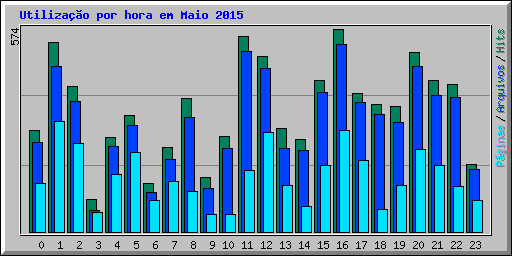 Utilização por hora em Maio 2015
574
Páginas / Arquivos / Hits
0 1 2 3 4 5 6 7 8 9 10 11 12 13 14 15 16 17 18 19 20 21 22 23